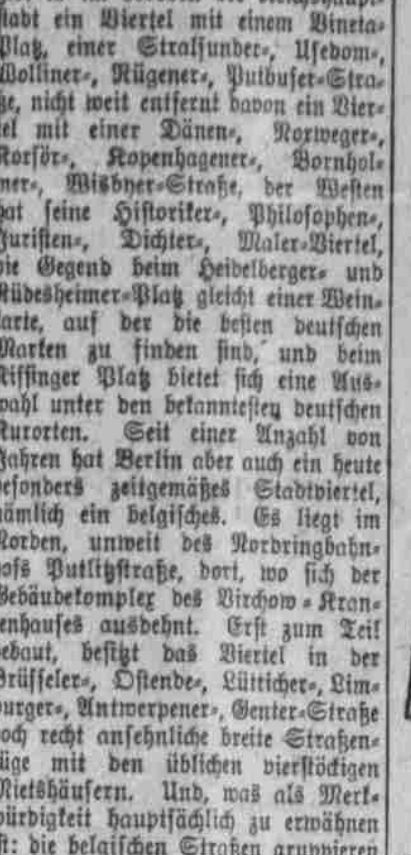 stadt ein Viertel mit einem Vineta-
Platz, einer Stralsunder-, Usedom-,
Wolliner-, Rügener-, Putbuser-Stra-
ße, nicht weit entfernt davon ein Vier-
tel mit einer Dänen-, Norweger-,
Korsör-, Kopenhagener-, Bornhol-
mer-, Wisbyer-Straße, der Westen
hat seine Historiker-, Philosophen-,
Juristen-, Dichter-, Maler-Viertel,
die Gegend beim Heidelberger- und
Rüdesheimer-Platz gleicht einer Wein-
karte, auf der die besten deutschen
Marken zu finden sind, und beim
Kissinger Platz bietet sich eine Aus-
wahl unter den bekanntesten deutschen
Kurorten. Seit einer Anzahl von
Jahren hat Berlin aber auch ein heute
besonders zeitgemäßes Stadtviertel,
nämlich ein belgisches. Es liegt im
Norden, unweit des Nordringbahn-
hofs Putlitzstraße, dort, wo sich der
Gebäudekomplex des Virchow-Kran-
kenhauses ausdehnt. Erst zum Teil
bebaut, besitzt das Viertel in der
Brüsseler-, Ostende-, Lütticher-, Lim-
burger-, Antwerpener-, Genter-Straße
noch recht ansehnliche breite Straßen-
züge mit den üblichen vierstöckigen
Mietshäusern. Und, was als Merk-
würdigkeit hauptsächlich zu erwähnen
ist: die belgischen Straßen gruppieren